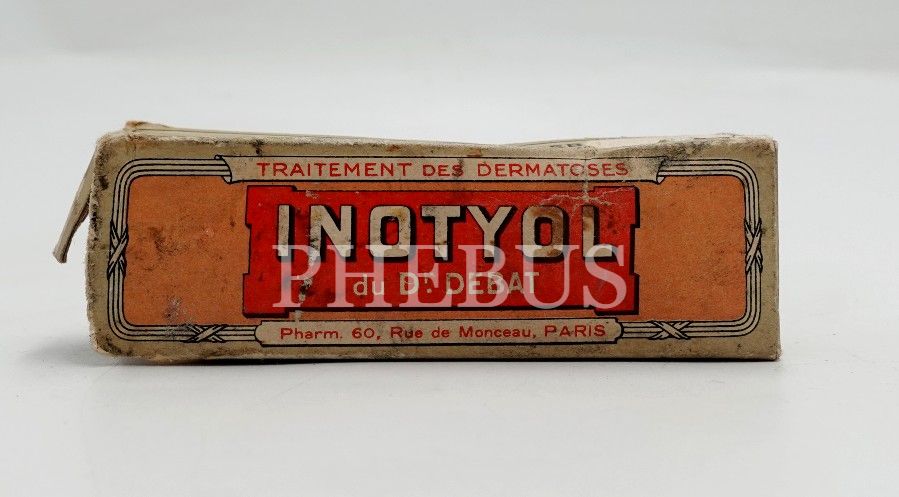 TRAITEMENT DES DERMATOSES
INOTYOL
du Dr. DEBAT
PHEBUS
Pharm. 60, Rue de Monceau, PARIS